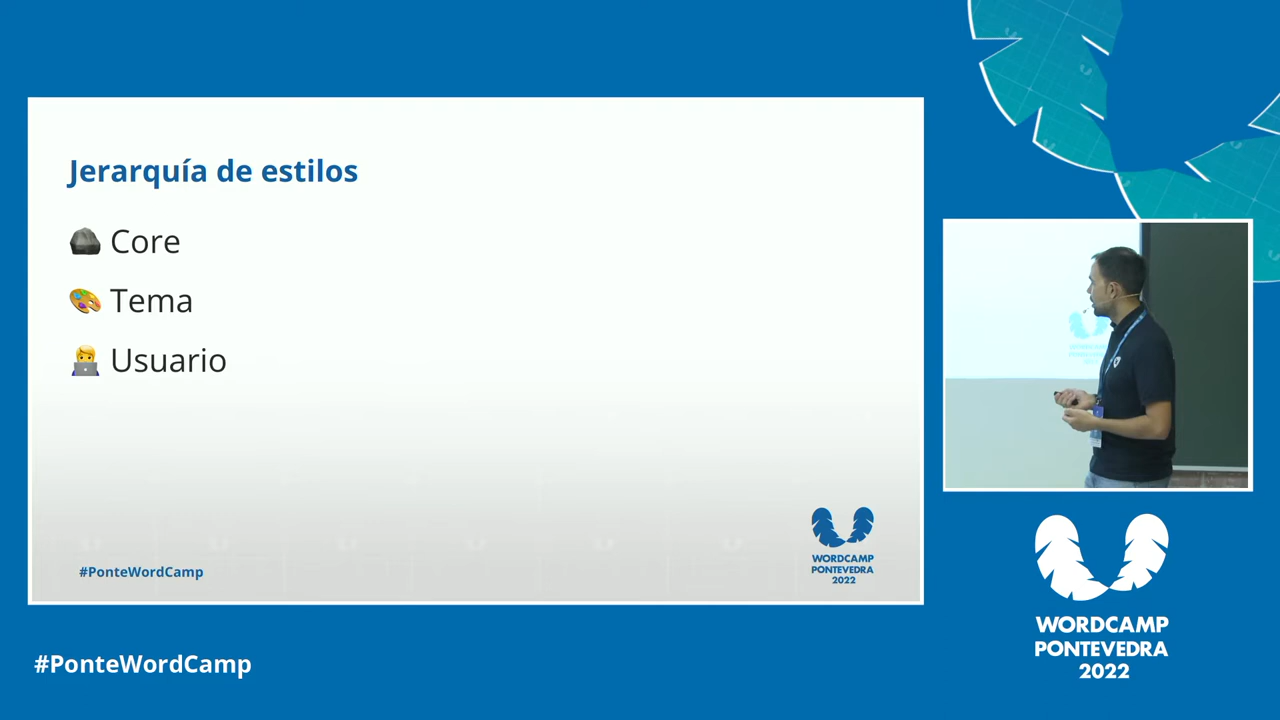 Jerarquía de estilos
Core
Tema
Usuario
#PonteWordCamp
WORDCAMP
PONTEVEDRA
2022
WORDCAMP
PONTEVEDRA
2022
#PonteWordCamp